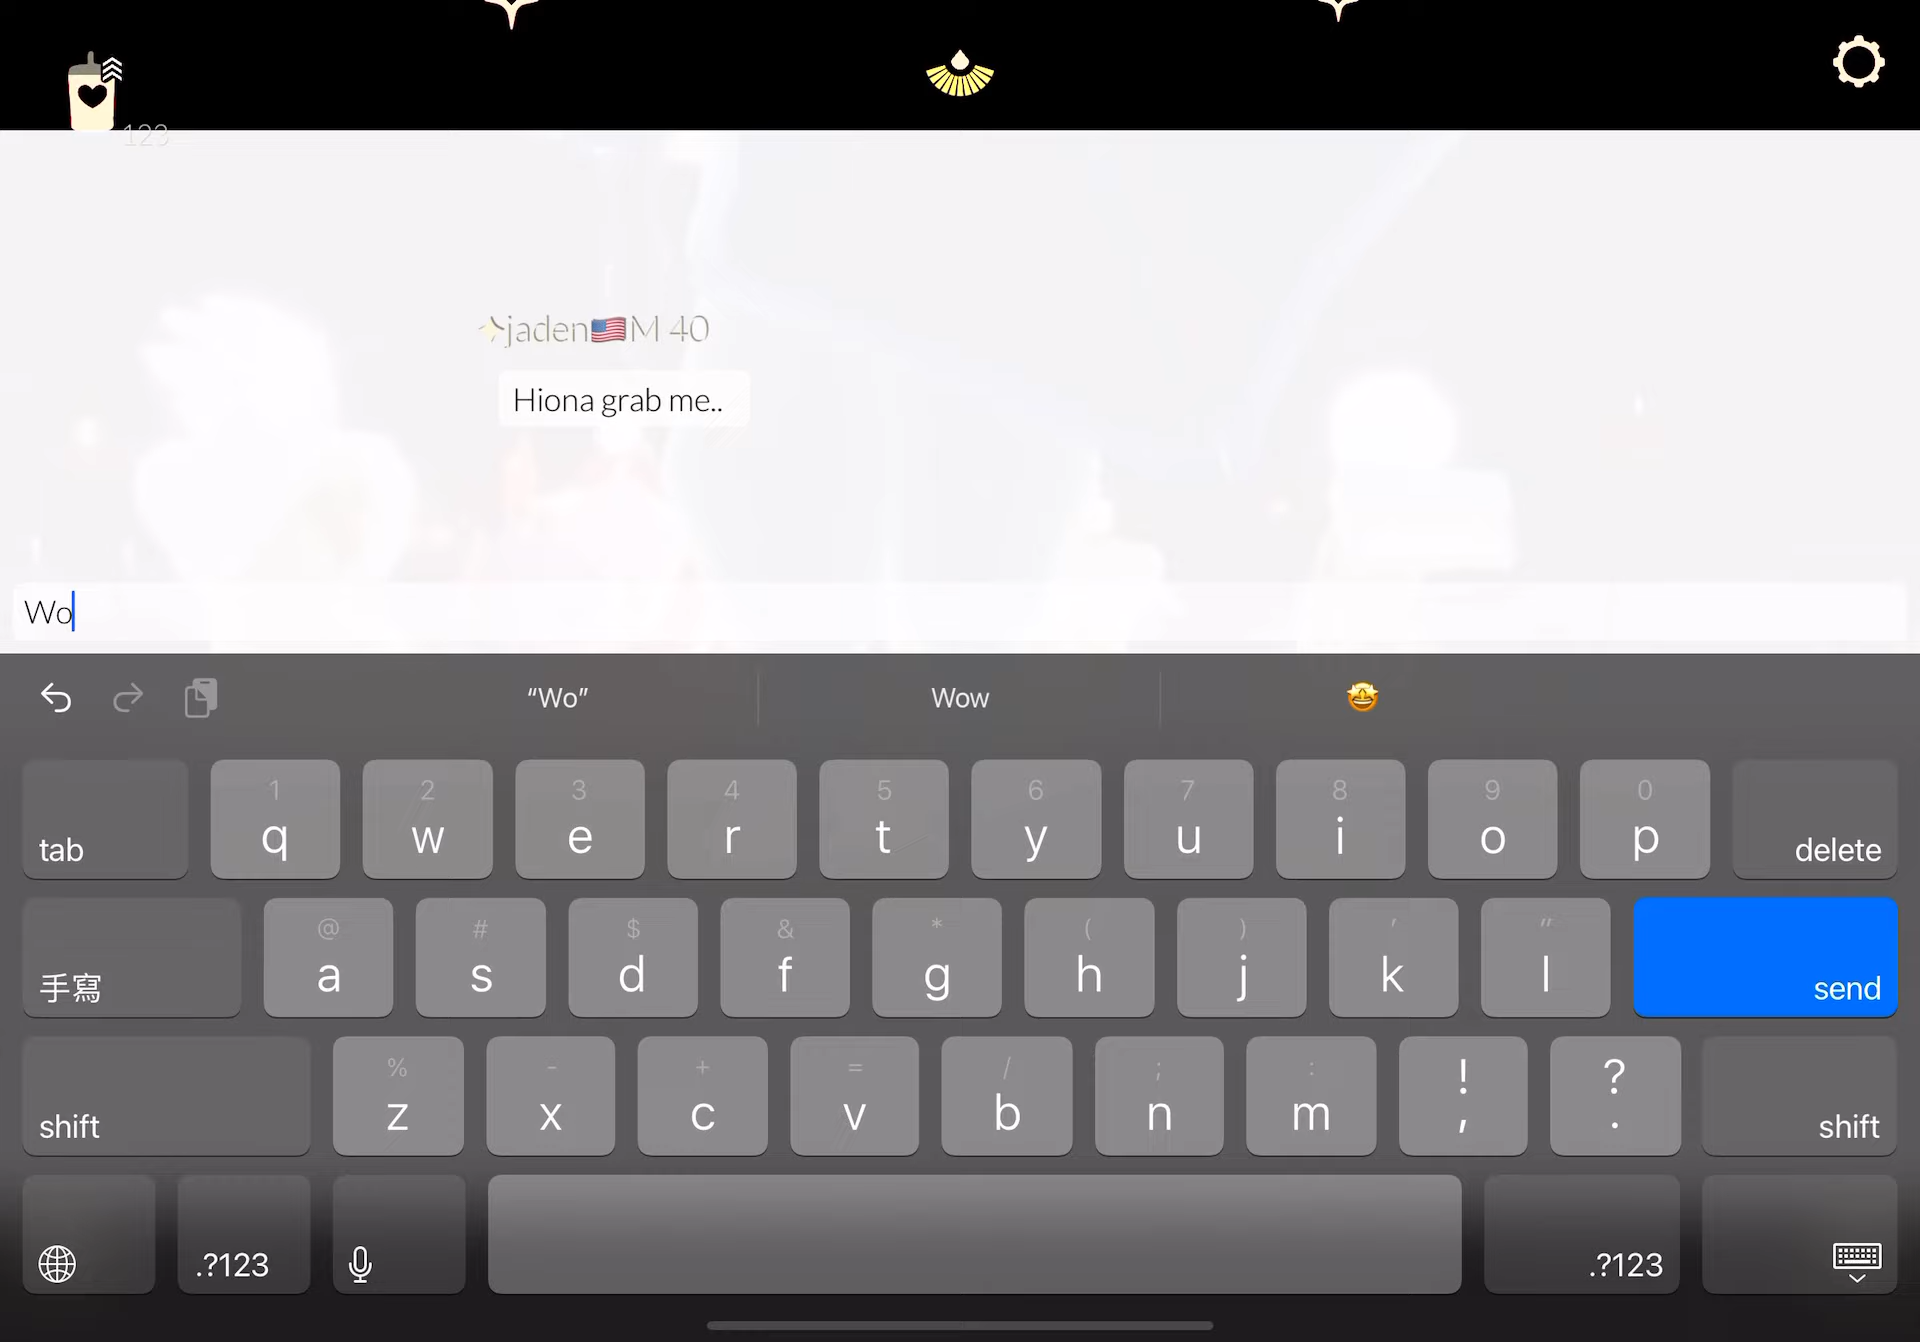 123
jaden🇺🇸M 40
Hiona grab me..
Wo
“Wo” Wow 🤩
1 2 3 4 5 6 7 8 9 0
tab q w e r t y u i o p delete
@ # $ & * ( ) ' "
手寫 a s d f g h j k l send
% - + = / ; : ! ?
shift z x c v b n m , . shift
.?123 .?123